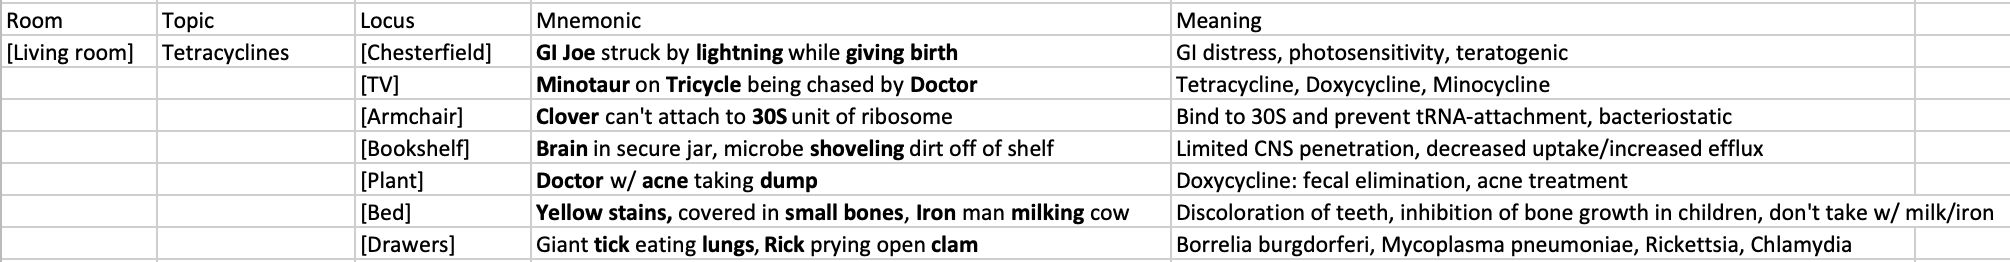 Room Topic Locus Mnemonic Meaning
[Living room] Tetracyclines [Chesterfield] GI Joe struck by lightning while giving birth GI distress, photosensitivity, teratogenic
[TV] Minotaur on Tricycle being chased by Doctor Tetracycline, Doxycycline, Minocycline
[Armchair] Clover can't attach to 30S unit of ribosome Bind to 30S and prevent tRNA-attachment, bacteriostatic
[Bookshelf] Brain in secure jar, microbe shoveling dirt off of shelf Limited CNS penetration, decreased uptake/increased efflux
[Plant] Doctor w/ acne taking dump Doxycycline: fecal elimination, acne treatment
[Bed] Yellow stains, covered in small bones, Iron man milking cow Discoloration of teeth, inhibition of bone growth in children, don't take w/ milk/iron
[Drawers] Giant tick eating lungs, Rick prying open clam Borrelia burgdorferi, Mycoplasma pneumoniae, Rickettsia, Chlamydia